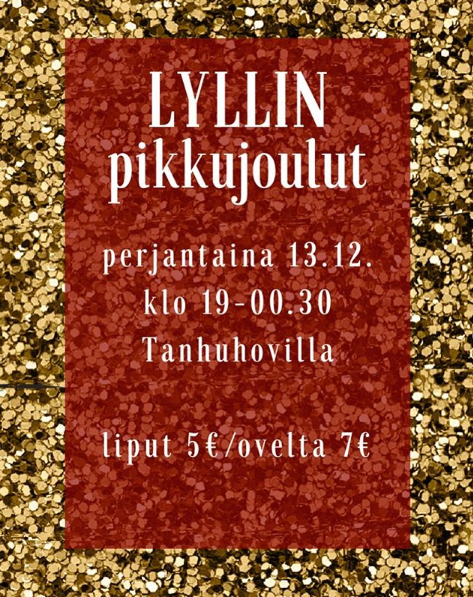 LYLLIN
pikkujoulut
perjantaina 13.12.
klo 19-00.30
Tanhuhovilla
liput 5€/ovelta 7€